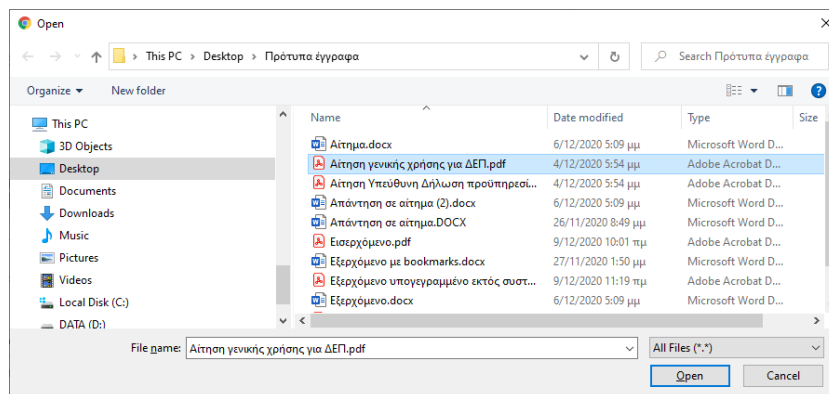 Open
This PC > Desktop > Πρότυπα έγγραφα Search Πρότυπα έγγραφα
Organize New folder
This PC
3D Objects
Desktop
Documents
Downloads
Music
Pictures
Videos
Local Disk (C:)
DATA (D:)
Name Date modified Type Size
Αίτημα.docx 6/12/2020 5:09 μμ Microsoft Word D...
Αίτηση γενικής χρήσης για ΔΕΠ.pdf 4/12/2020 5:54 μμ Adobe Acrobat D...
Αίτηση Υπεύθυνη Δήλωση προϋπηρεσί... 4/12/2020 5:54 μμ Adobe Acrobat D...
Απάντηση σε αίτημα (2).docx 6/12/2020 5:09 μμ Microsoft Word D...
Απάντηση σε αίτημα.DOCX 26/11/2020 8:49 μμ Microsoft Word D...
Εισερχόμενο.pdf 9/12/2020 10:01 πμ Adobe Acrobat D...
Εξερχόμενο με bookmarks.docx 27/11/2020 1:50 μμ Microsoft Word D...
Εξερχόμενο υπογεγραμμένο εκτός συστ... 9/12/2020 11:19 πμ Adobe Acrobat D...
Εξερχόμενο.docx 6/12/2020 5:09 μμ Microsoft Word D...
File name: Αίτηση γενικής χρήσης για ΔΕΠ.pdf All Files (*.*)
Open Cancel